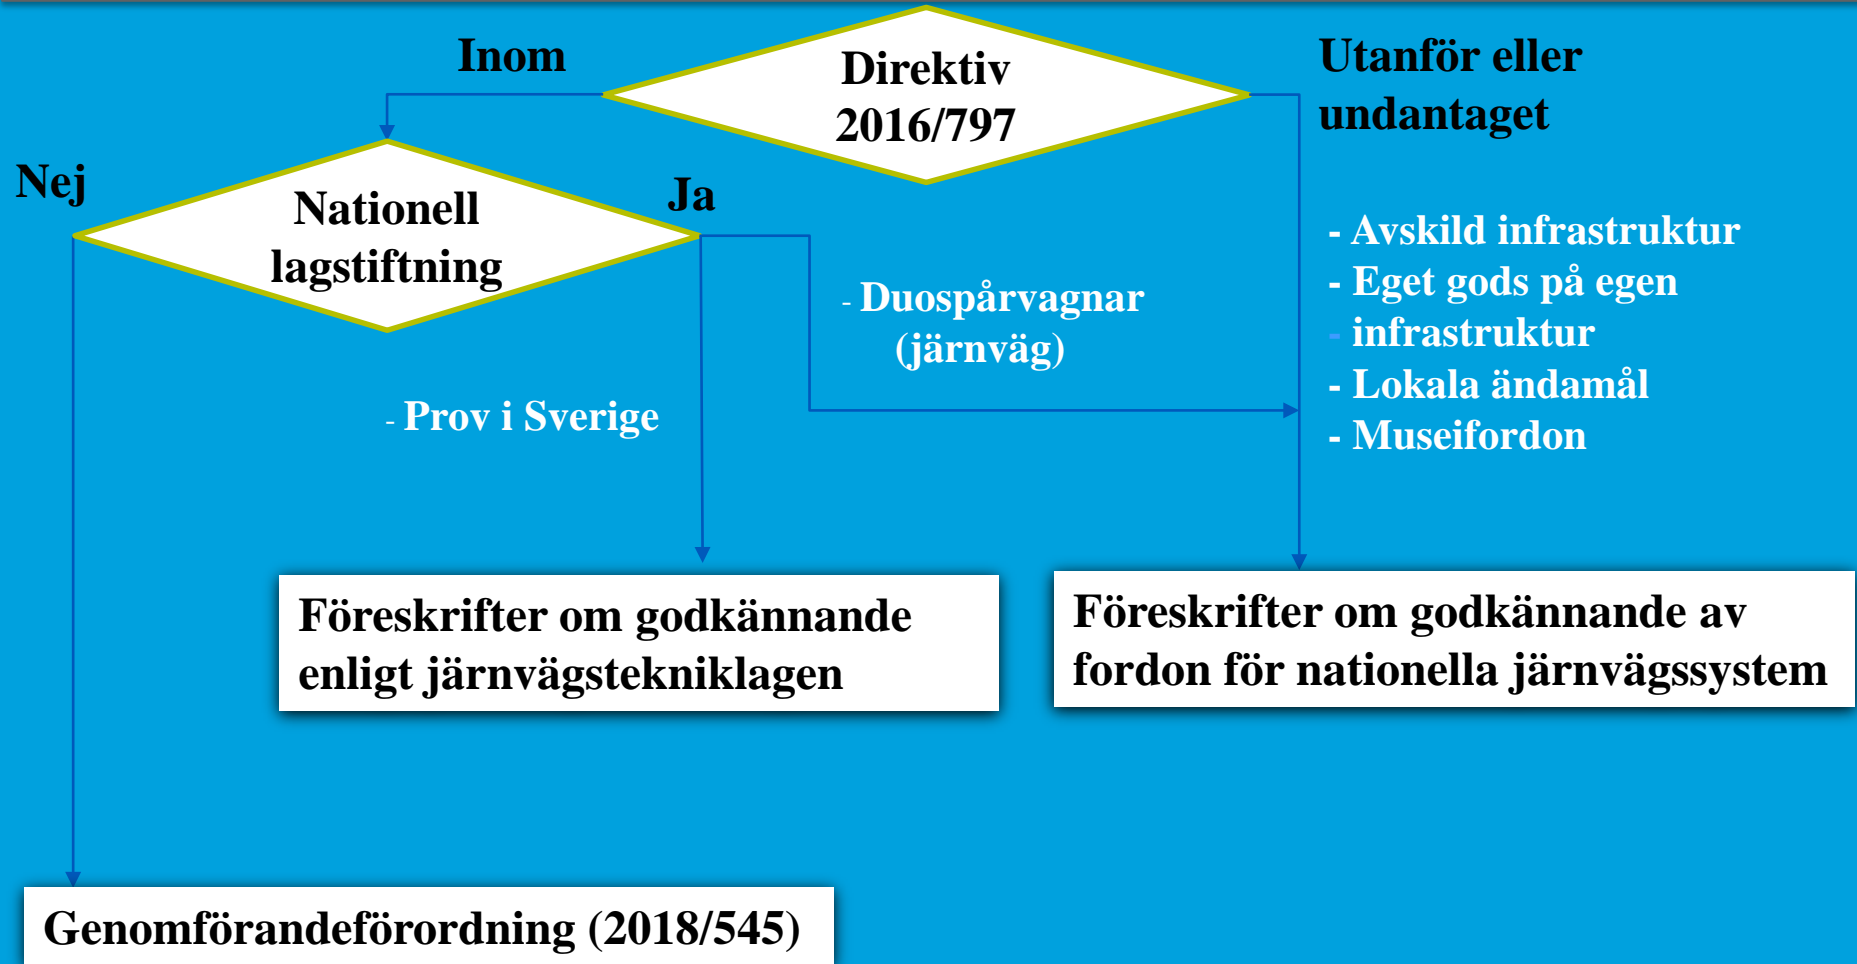 Inom
Direktiv
2016/797
Utanför eller
undantaget
Nej
Nationell
lagstiftning
Ja
- Avskild infrastruktur
- Eget gods på egen
- infrastruktur
- Lokala ändamål
- Museifordon
- Duospårvagnar
(järnväg)
- Prov i Sverige
Föreskrifter om godkännande
enligt järnvägstekniklagen
Föreskrifter om godkännande av
fordon för nationella järnvägssystem
Genomförandeförordning (2018/545)